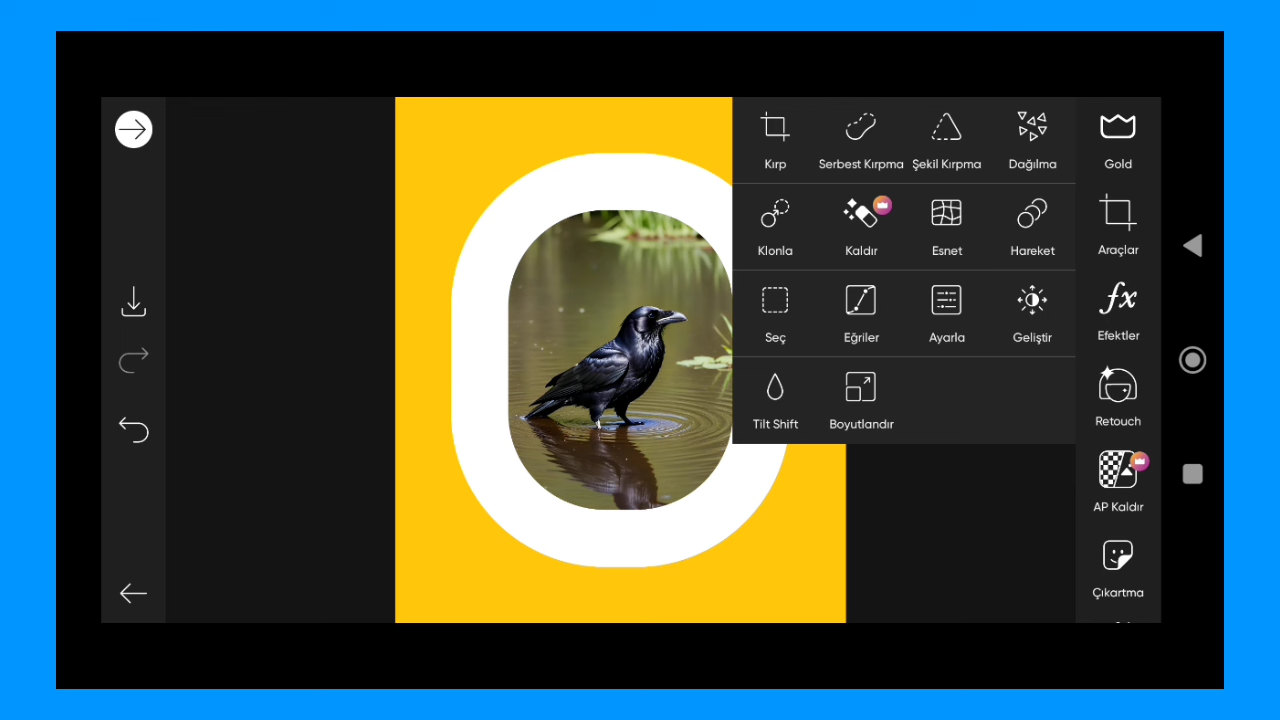 Kırp
Serbest Kırpma
Şekil Kırpma
Dağılma
Gold
Klonla
Kaldır
Esnet
Hareket
Araçlar
Seç
Eğriler
Ayarla
Geliştir
fx
Efektler
Tilt Shift
Boyutlandır
Retouch
AP Kaldır
Çıkartma